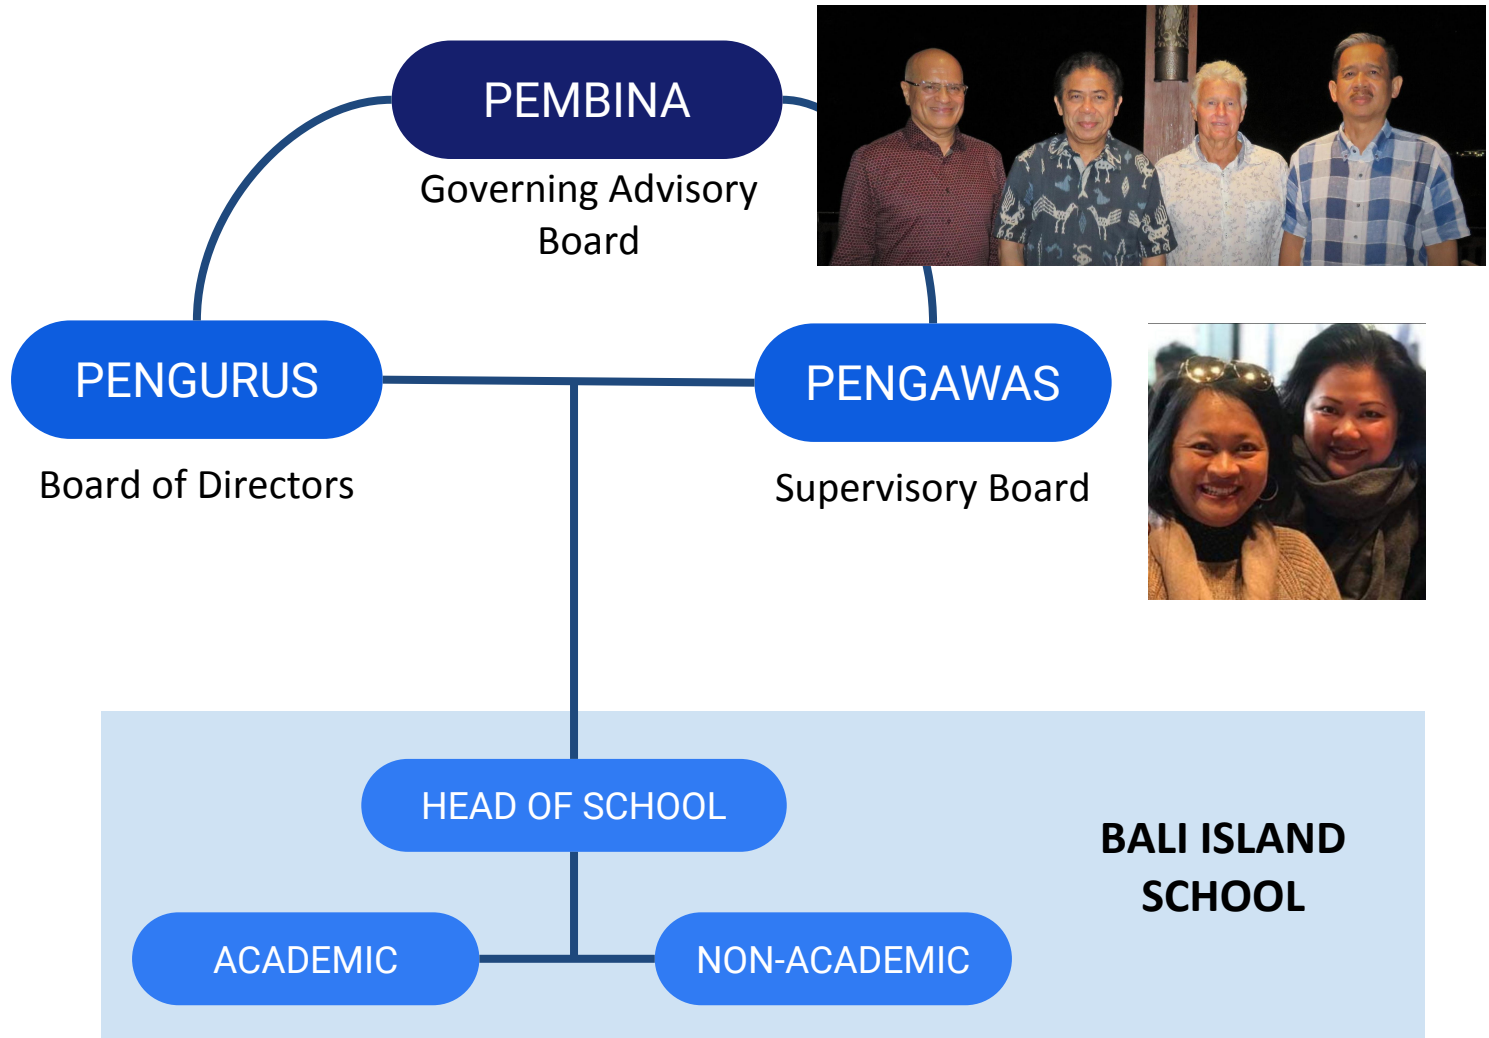 PEMBINA
Governing Advisory
Board
PENGURUS
PENGAWAS
Board of Directors
Supervisory Board
HEAD OF SCHOOL
BALI ISLAND
SCHOOL
ACADEMIC
NON-ACADEMIC